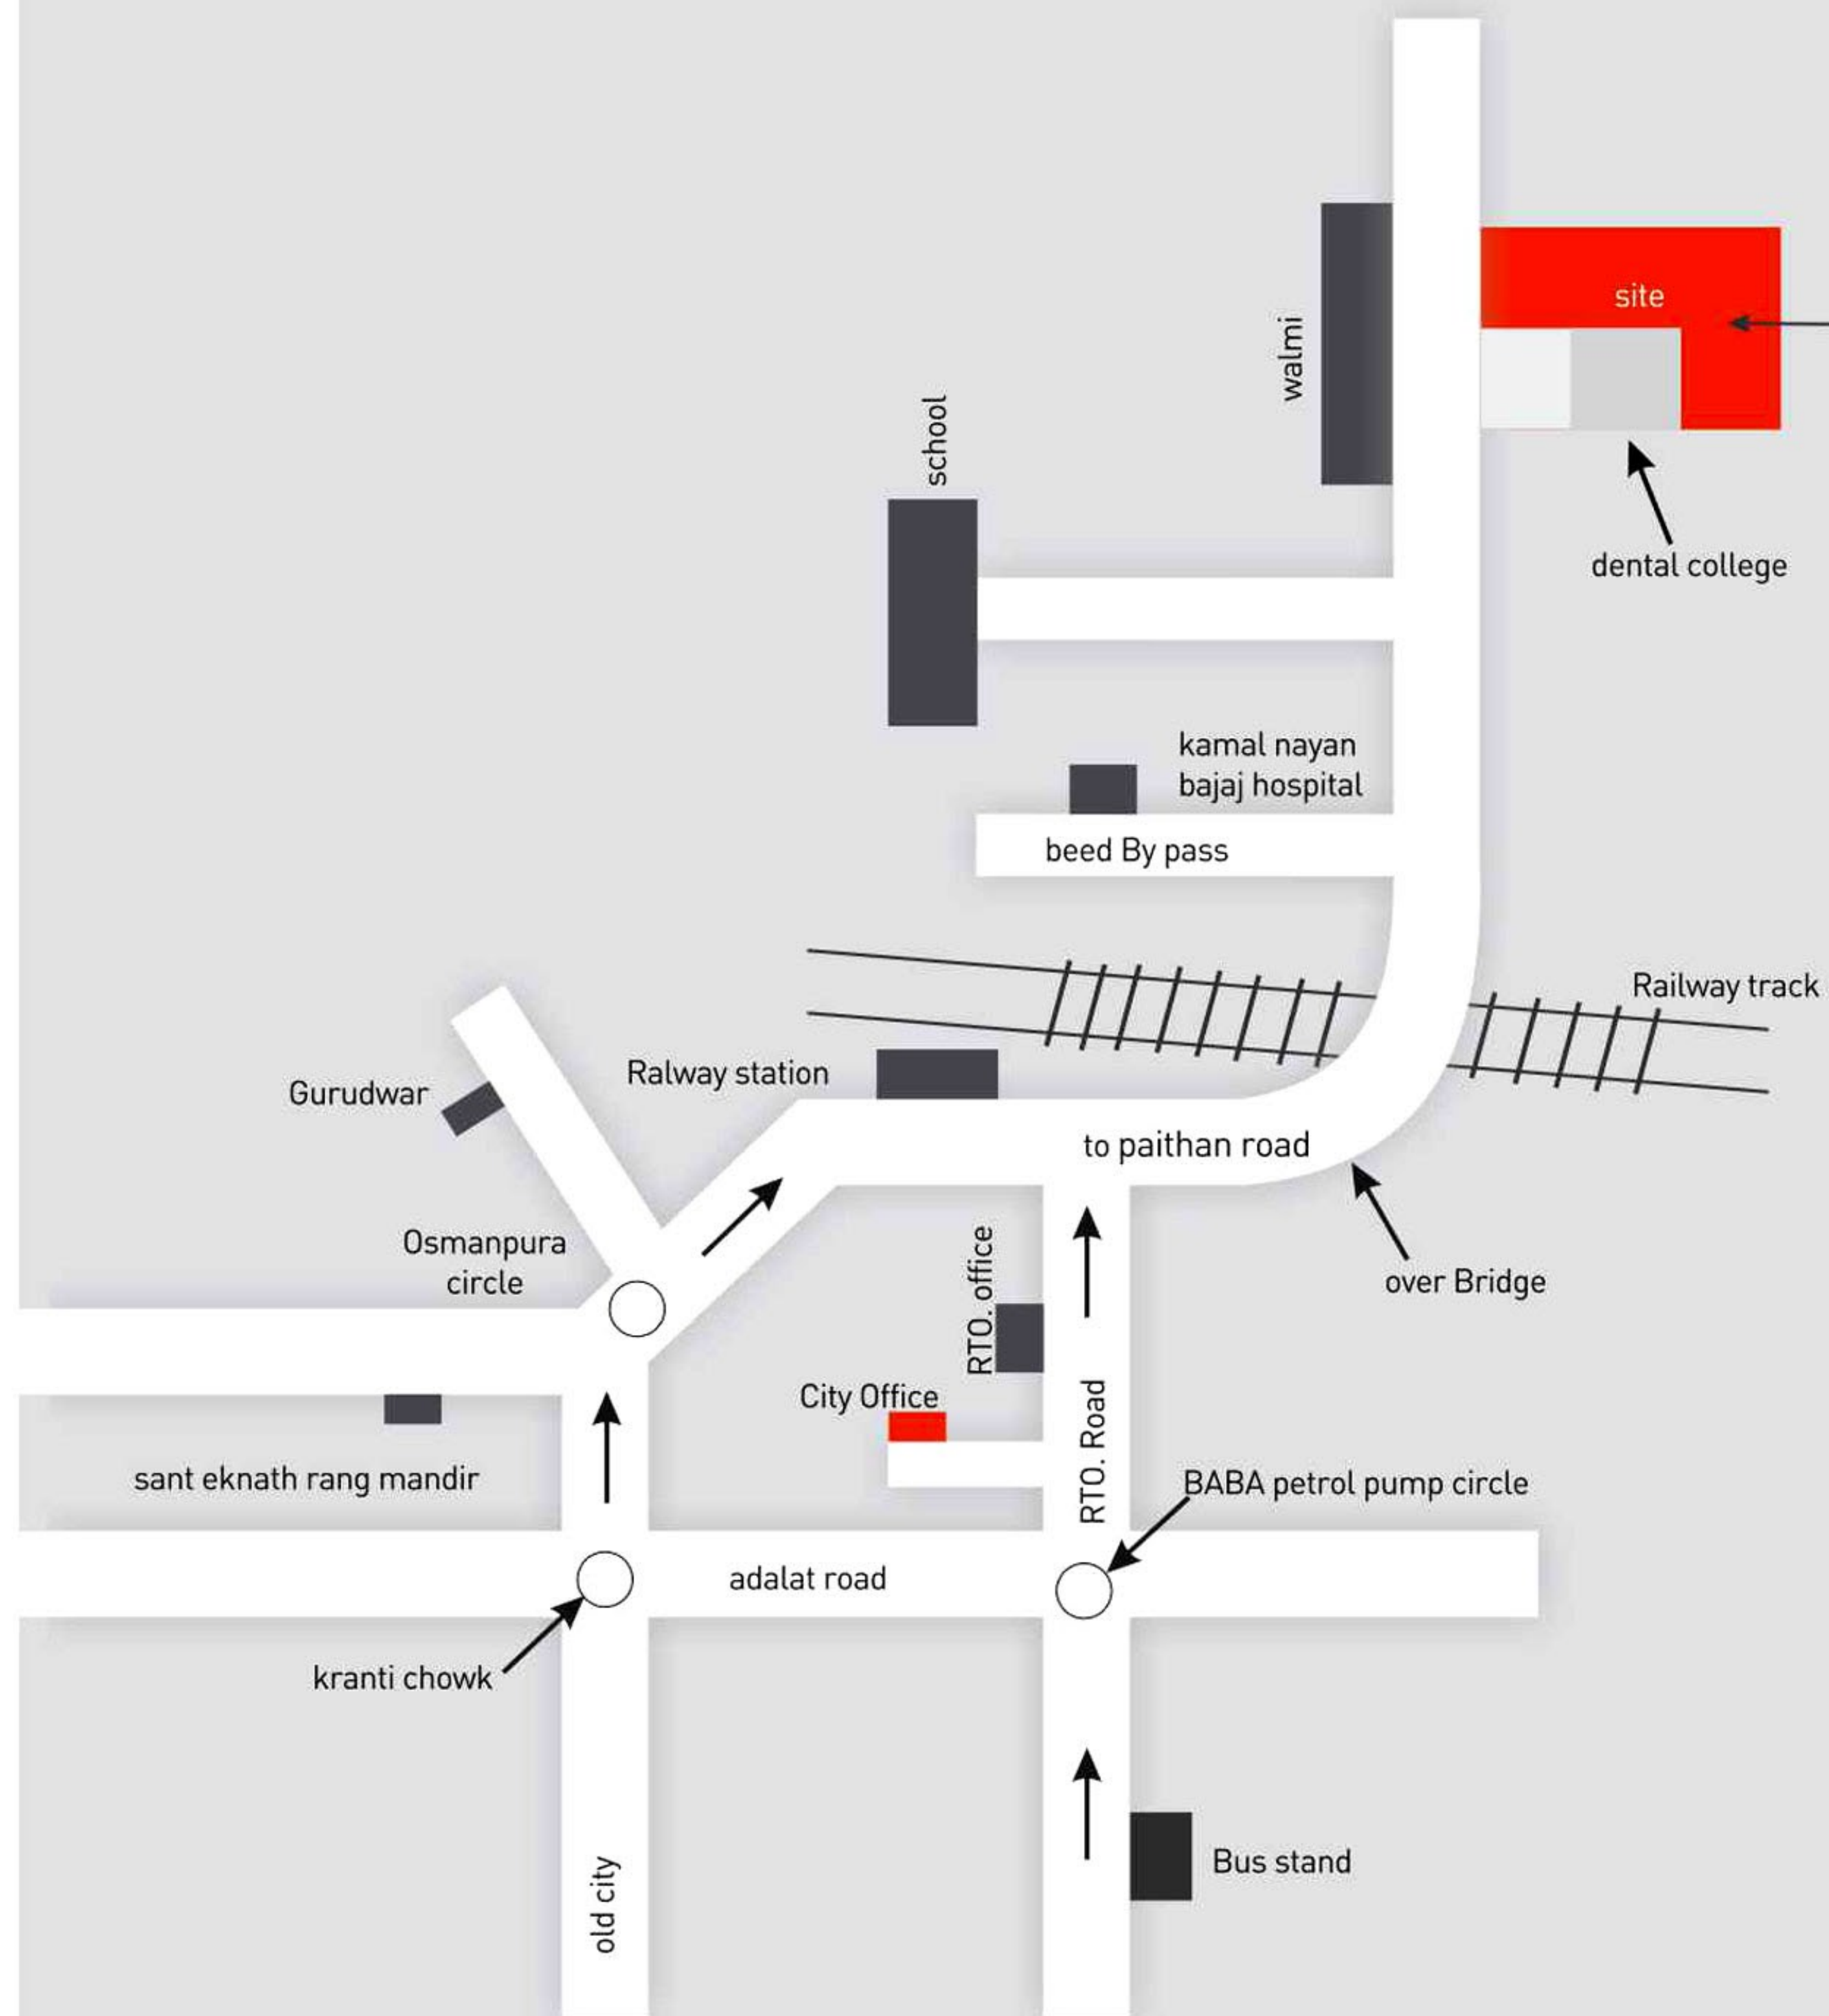 site
walmi
dental college
school
kamal nayan
bajaj hospital
beed By pass
Railway track
Ralway station
Gurudwar
to paithan road
Osmanpura
circle
RTO. office
over Bridge
City Office
RTO. Road
sant eknath rang mandir
BABA petrol pump circle
adalat road
kranti chowk
Bus stand
old city